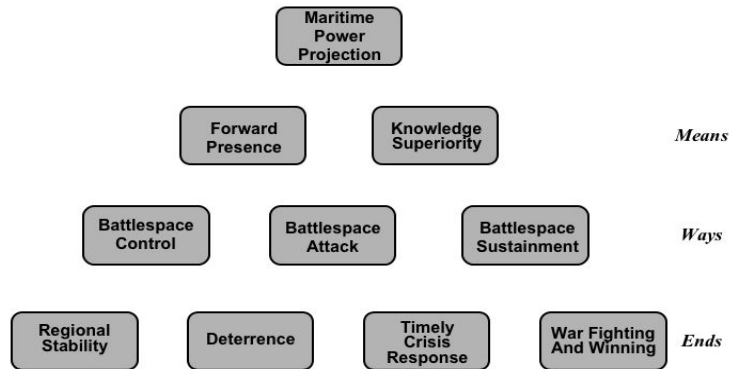 Maritime
Power
Projection
Forward
Presence
Knowledge
Superiority
Means
Battlespace
Control
Battlespace
Attack
Battlespace
Sustainment
Ways
Regional
Stability
Deterrence
Timely
Crisis
Response
War Fighting
And Winning
Ends